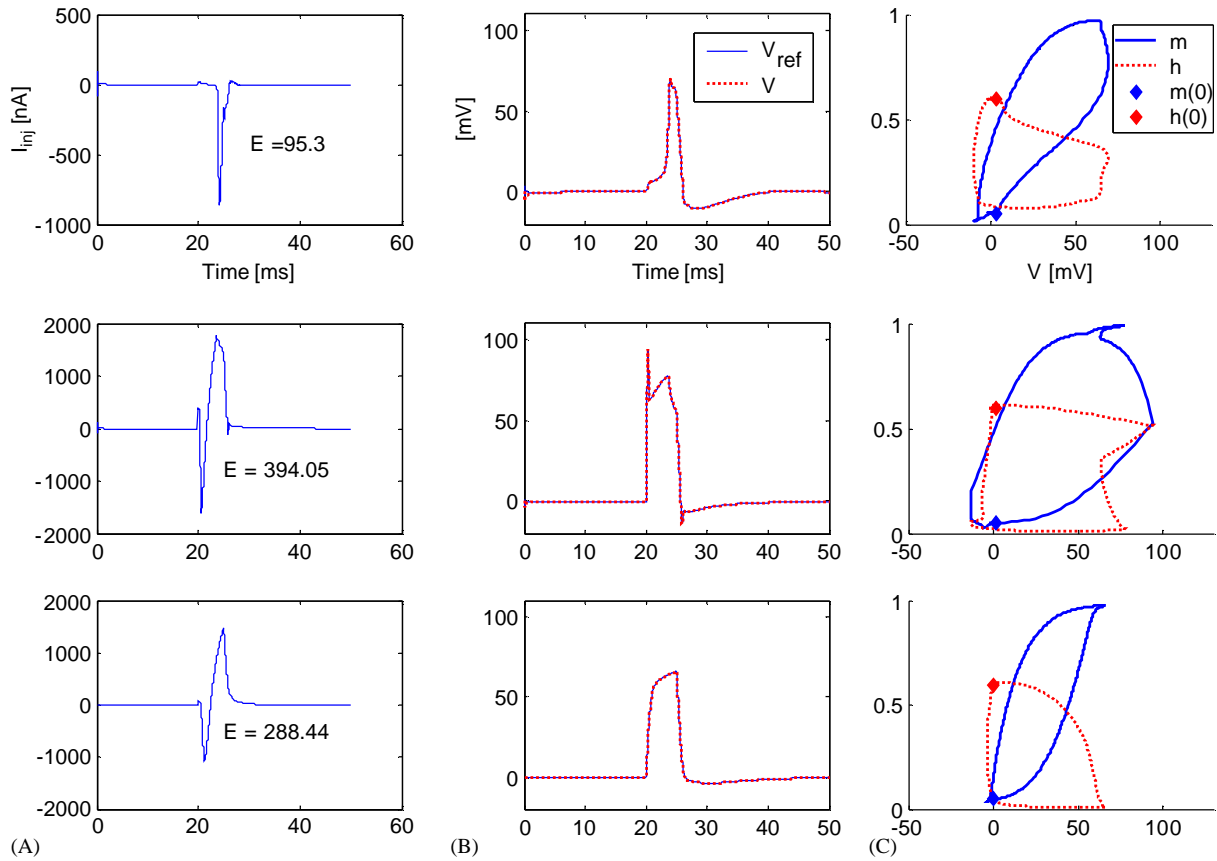 500
0
-500
-1000
I_inj [nA]
E =95.3
0 20 40 60
Time [ms]
100
50
0
[mV]
V_ref
V
0 10 20 30 40 50
Time [ms]
1
0.5
0
m
h
m(0)
h(0)
-50 0 50 100
V [mV]
2000
1000
0
-1000
-2000
E = 394.05
0 20 40 60
100
50
0
0 10 20 30 40 50
1
0.5
0
-50 0 50 100
2000
1000
0
-1000
-2000
E = 288.44
0 20 40 60
100
50
0
0 10 20 30 40 50
1
0.5
0
-50 0 50 100
(A) (B) (C)